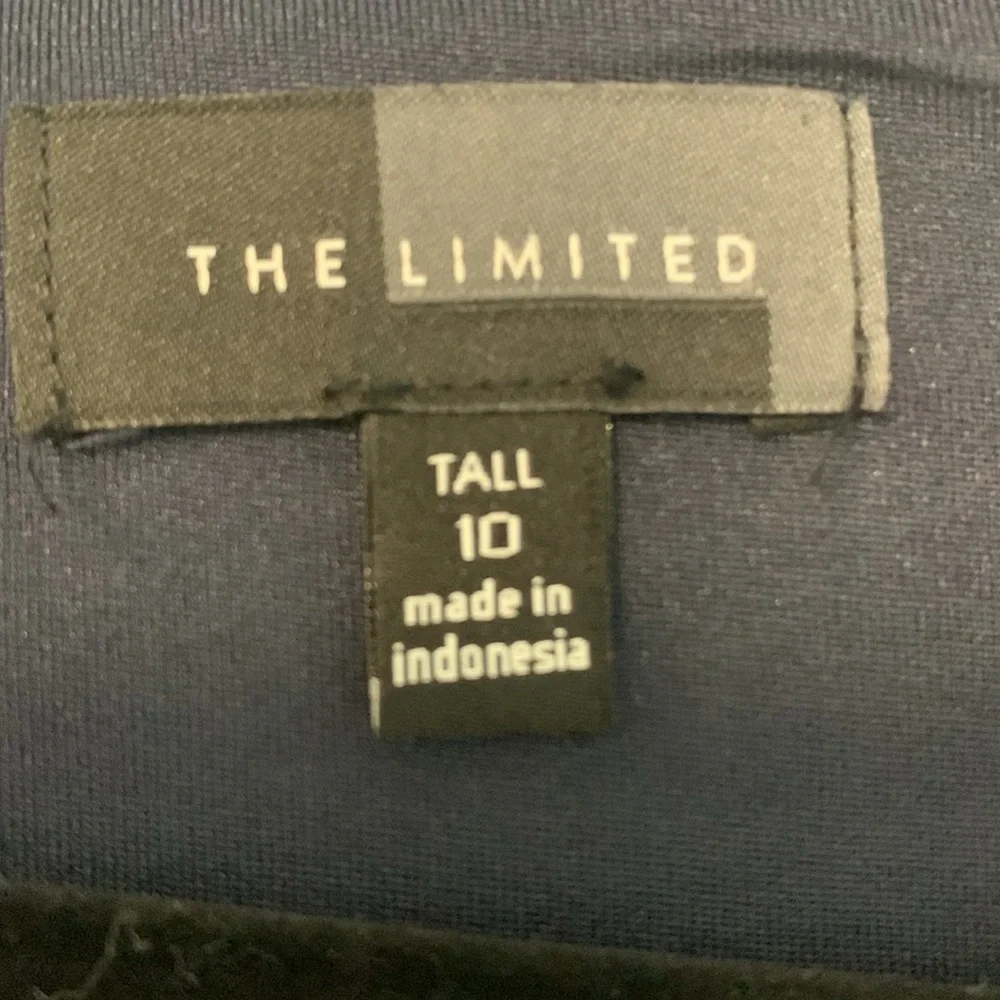 THE LIMITED
TALL
10
made in
indonesia